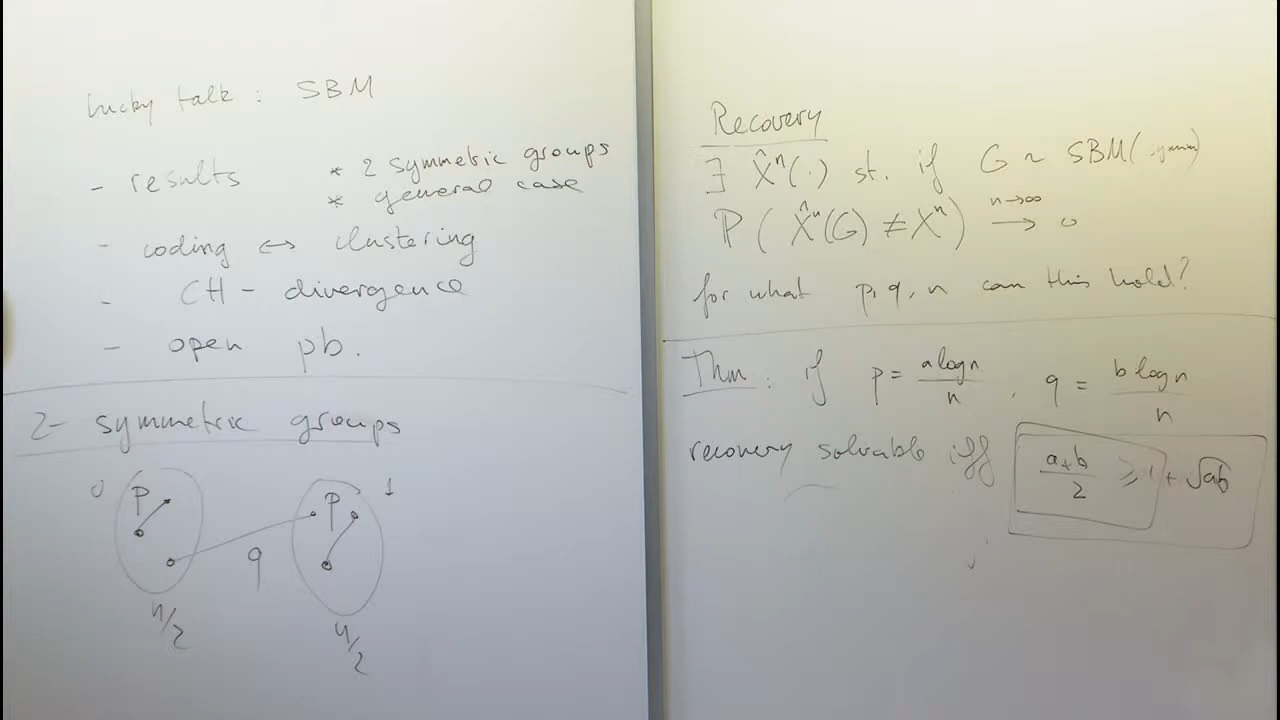 lucky talk : SBM
- results * 2 symmetric groups
* general case
- coding ↔ clustering
- CH - divergence
- open pb.
2- symmetric groups
0 P P 1
q
n/2 n/2
Recovery
∃ X̂ⁿ(·) st. if G ~ SBM(
ℙ ( X̂ⁿ(G) ≠ Xⁿ ) →(n→∞) 0
for what p, q, n can this hold?
Thm : if p = a log n / n , q = b log n / n
recovery solvable iff a+b / 2 ≥ 1 + √ab